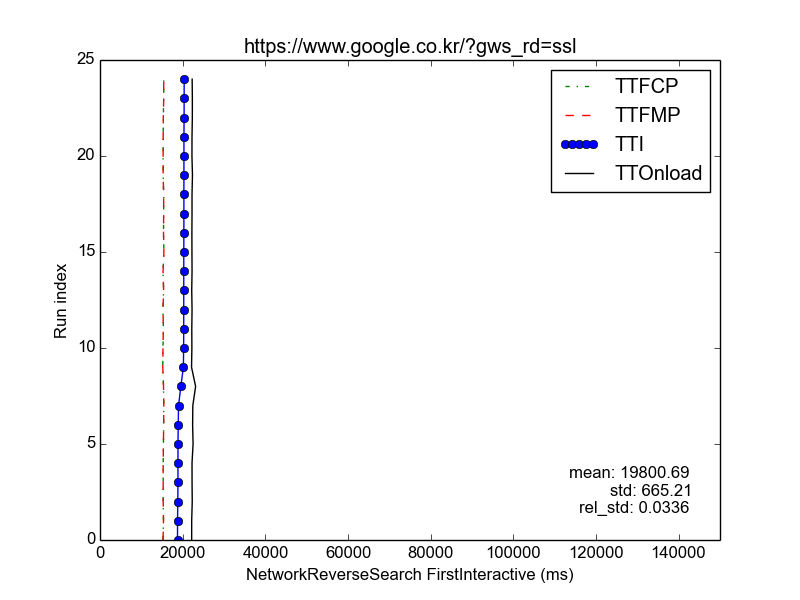 https://www.google.co.kr/?gws_rd=ssl
25
20
15
10
5
0
Run index
TTFCP
TTFMP
TTI
TTOnload
mean: 19800.69
std: 665.21
rel_std: 0.0336
0 20000 40000 60000 80000 100000 120000 140000
NetworkReverseSearch FirstInteractive (ms)